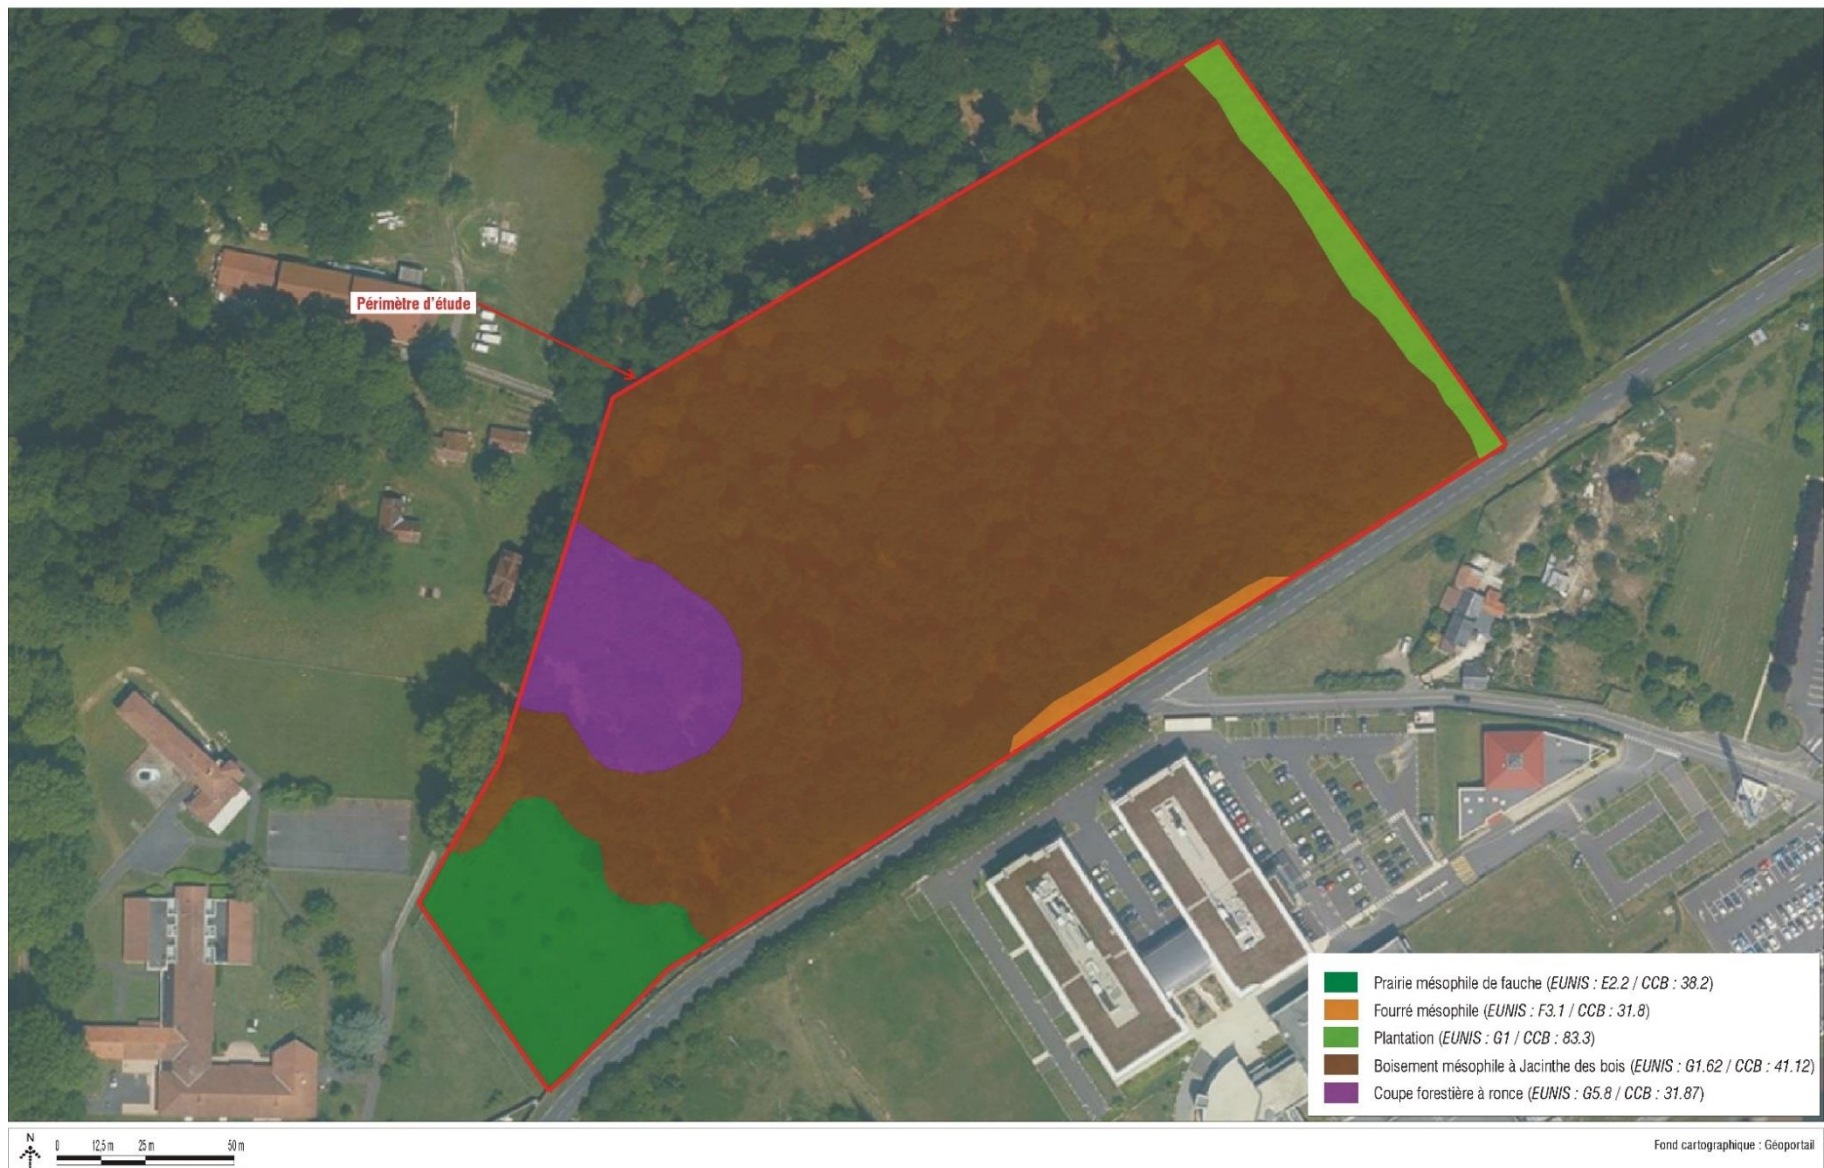 Périmètre d'étude
Prairie mésophile de fauche (EUNIS : E2.2 / CCB : 38.2)
Fourré mésophile (EUNIS : F3.1 / CCB : 31.8)
Plantation (EUNIS : G1 / CCB : 83.3)
Boisement mésophile à Jacinthe des bois (EUNIS : G1.62 / CCB : 41.12)
Coupe forestière à ronce (EUNIS : G5.8 / CCB : 31.87)
N
0 12,5 m 25 m 50 m
Fond cartographique : Géoportail